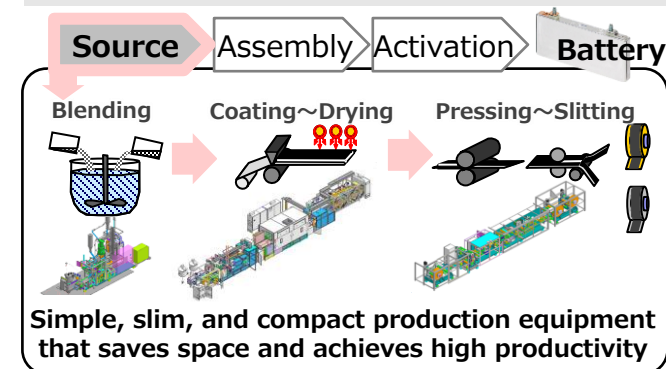 Source Assembly Activation Battery
Blending Coating～Drying Pressing～Slitting
Simple, slim, and compact production equipment
that saves space and achieves high productivity